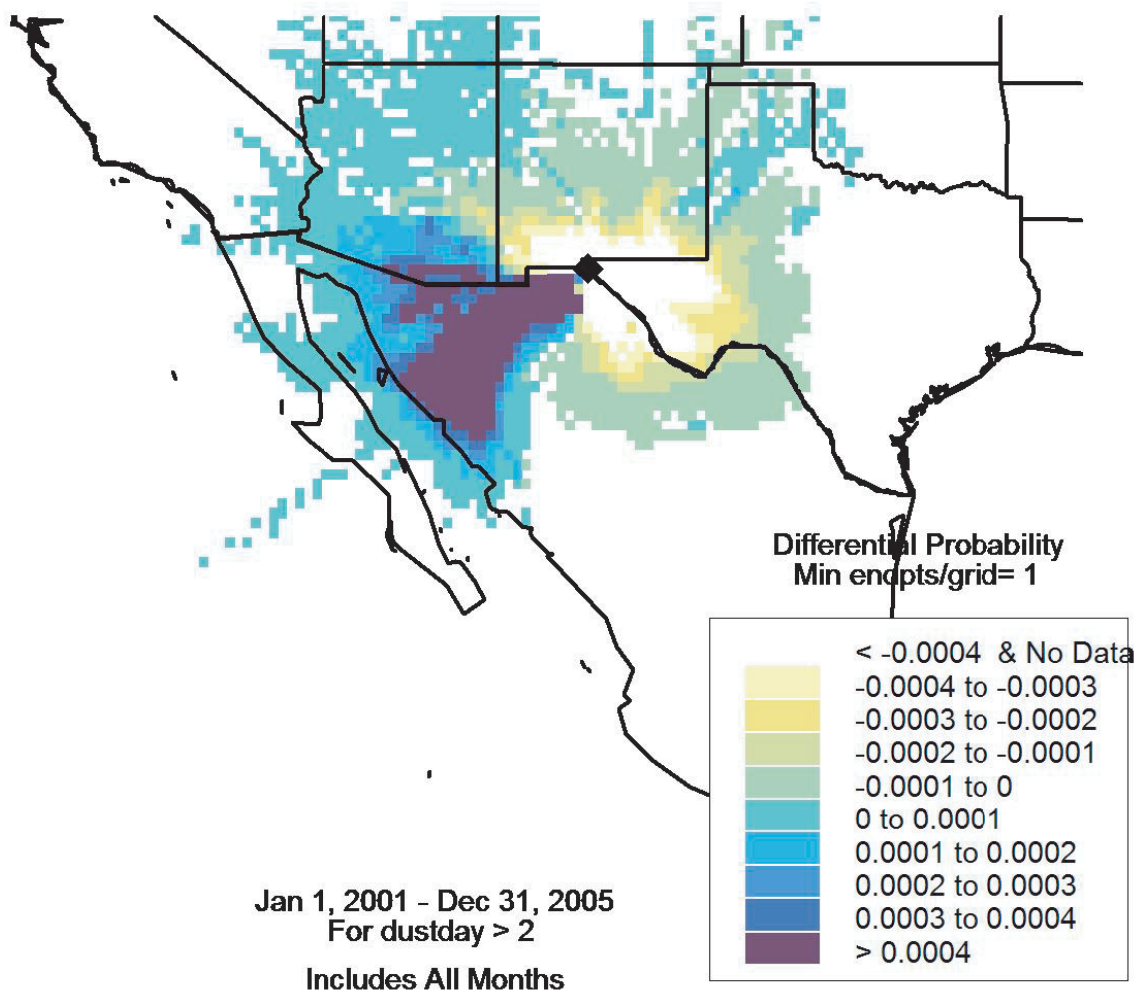 Differential Probability
Min endpts/grid= 1
< -0.0004 & No Data
-0.0004 to -0.0003
-0.0003 to -0.0002
-0.0002 to -0.0001
-0.0001 to 0
0 to 0.0001
0.0001 to 0.0002
0.0002 to 0.0003
0.0003 to 0.0004
> 0.0004
Jan 1, 2001 - Dec 31, 2005
For dustday > 2
Includes All Months